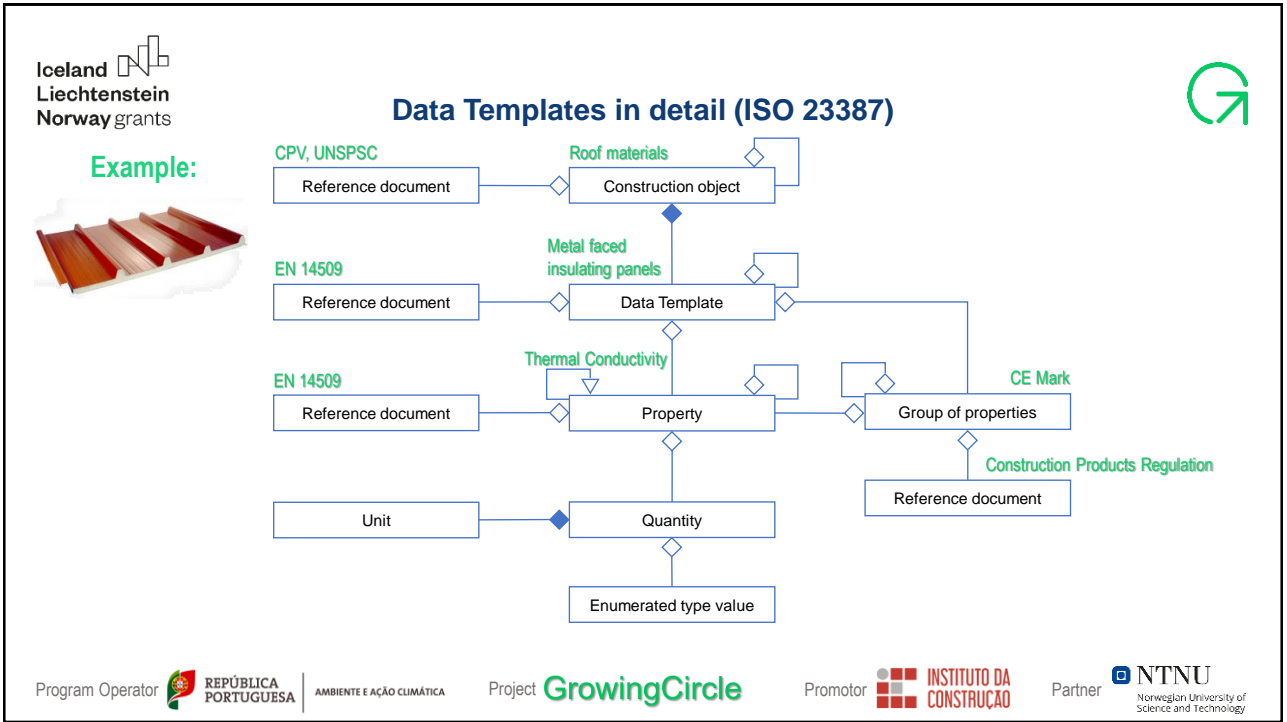 Iceland
Liechtenstein
Norway grants
Data Templates in detail (ISO 23387)
Example:
CPV, UNSPSC
Roof materials
Reference document
Construction object
Metal faced
insulating panels
EN 14509
Reference document
Data Template
Thermal Conductivity
EN 14509
CE Mark
Reference document
Property
Group of properties
Construction Products Regulation
Reference document
Unit
Quantity
Enumerated type value
Program Operator
REPÚBLICA
PORTUGUESA
AMBIENTE E AÇÃO CLIMÁTICA
Project GrowingCircle
Promotor
INSTITUTO DA
CONSTRUÇÃO
Partner
NTNU
Norwegian University of
Science and Technology